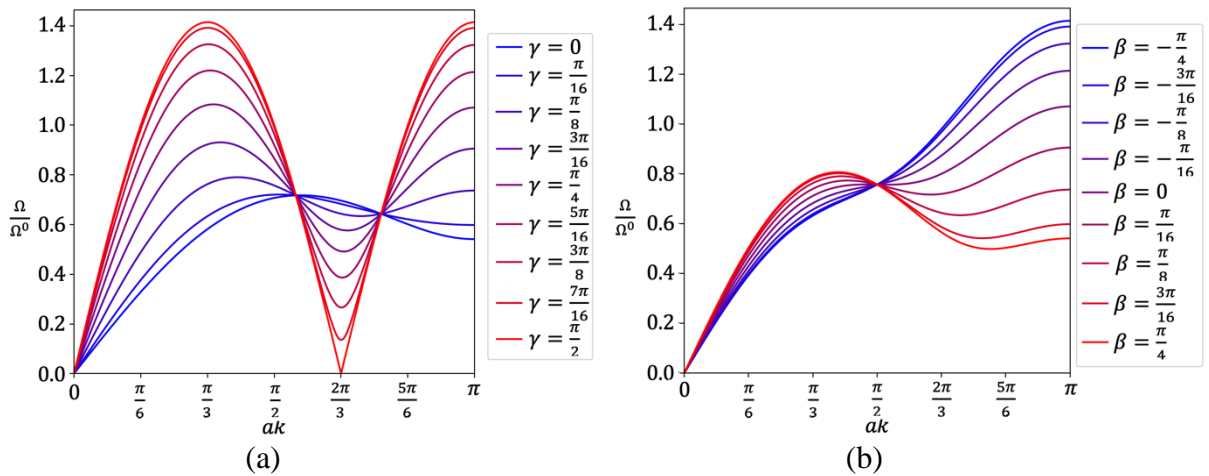 1.4
1.2
1.0
0.8
0.6
0.4
0.2
0.0
Ω/Ω⁰
0
π/6
π/3
π/2
2π/3
5π/6
π
ak
γ = 0
γ = π/16
γ = π/8
γ = 3π/16
γ = π/4
γ = 5π/16
γ = 3π/8
γ = 7π/16
γ = π/2
(a)
1.4
1.2
1.0
0.8
0.6
0.4
0.2
0.0
Ω/Ω⁰
0
π/6
π/3
π/2
2π/3
5π/6
π
ak
β = −π/4
β = −3π/16
β = −π/8
β = −π/16
β = 0
β = π/16
β = π/8
β = 3π/16
β = π/4
(b)